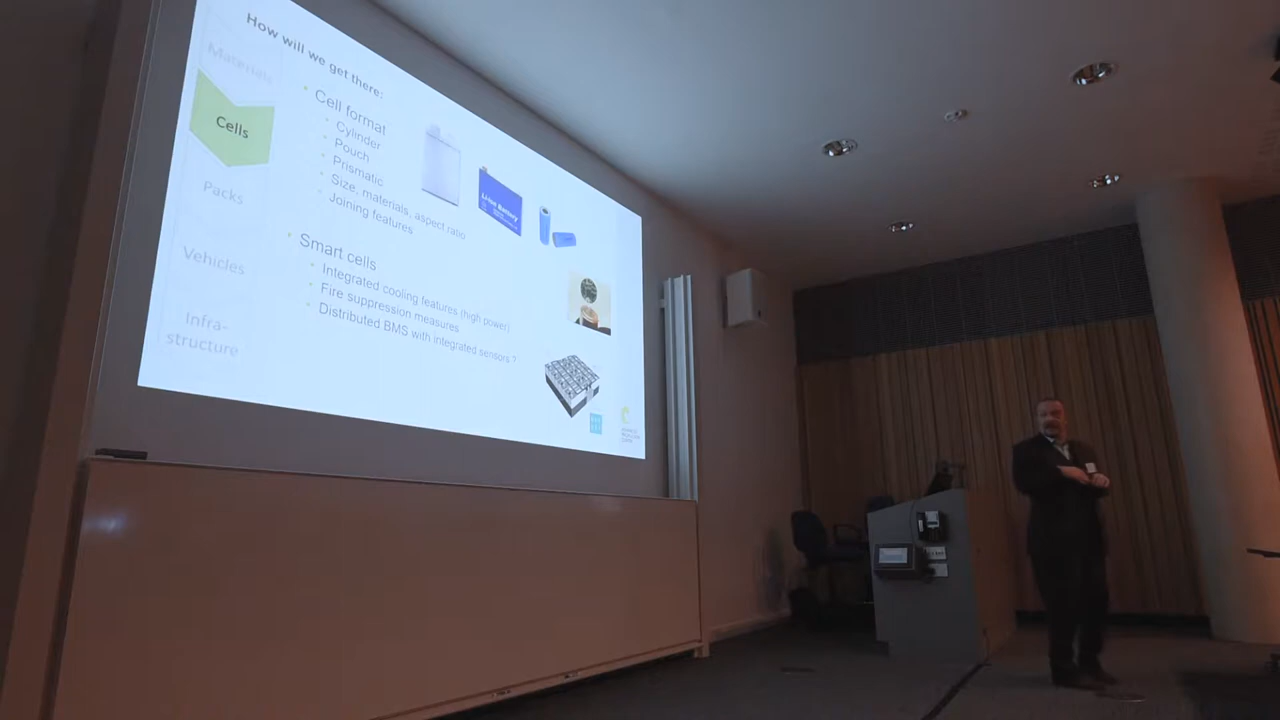 How will we get there:
Materials
Cells
Packs
Vehicles
Infra-
structure
Cell format
Cylinder
Pouch
Prismatic
Size, materials, aspect ratio
Joining features
Li-Ion Battery
Smart cells
Integrated cooling features (high power)
Fire suppression measures
Distributed BMS with integrated sensors ?